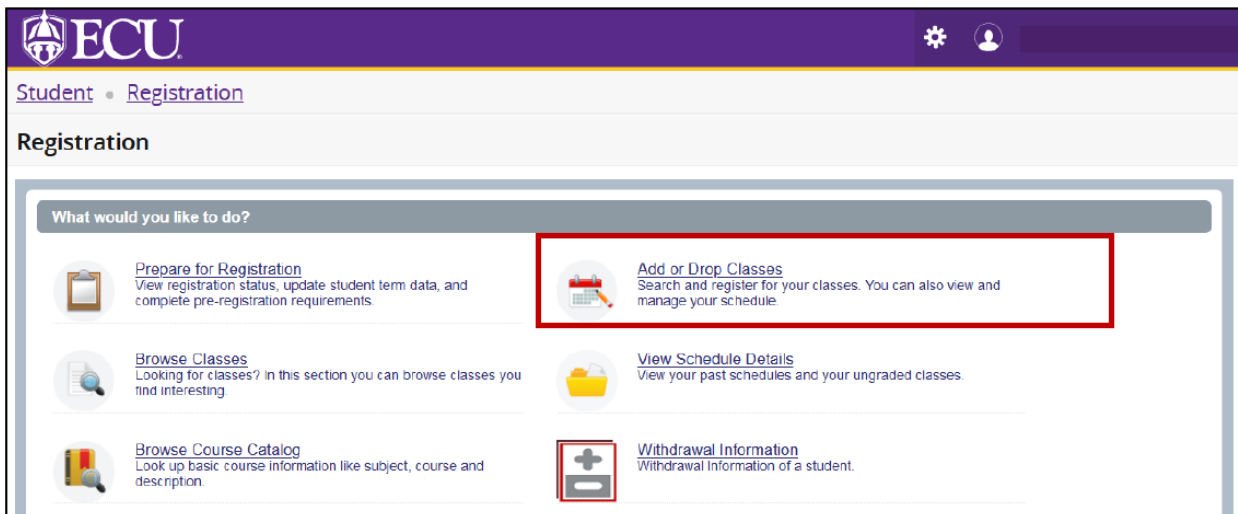 ECU
Student • Registration
Registration
What would you like to do?
Prepare for Registration
View registration status, update student term data, and
complete pre-registration requirements.
Add or Drop Classes
Search and register for your classes. You can also view and
manage your schedule.
Browse Classes
Looking for classes? In this section you can browse classes you
find interesting.
View Schedule Details
View your past schedules and your ungraded classes.
Browse Course Catalog
Look up basic course information like subject, course and
description.
Withdrawal Information
Withdrawal Information of a student.